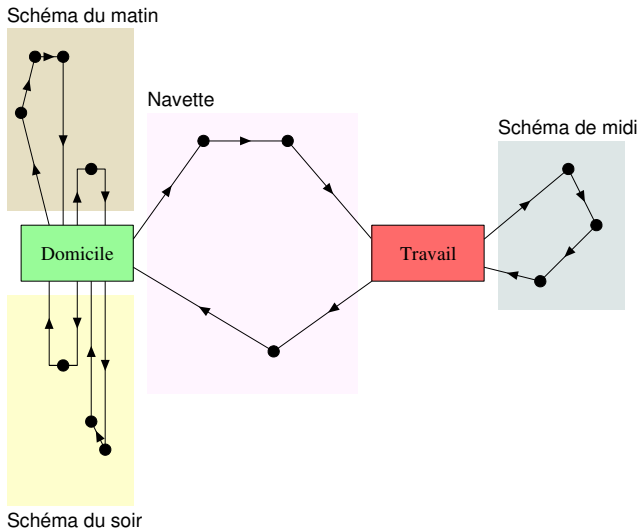 Schéma du matin
Navette
Schéma de midi
Domicile
Travail
Schéma du soir